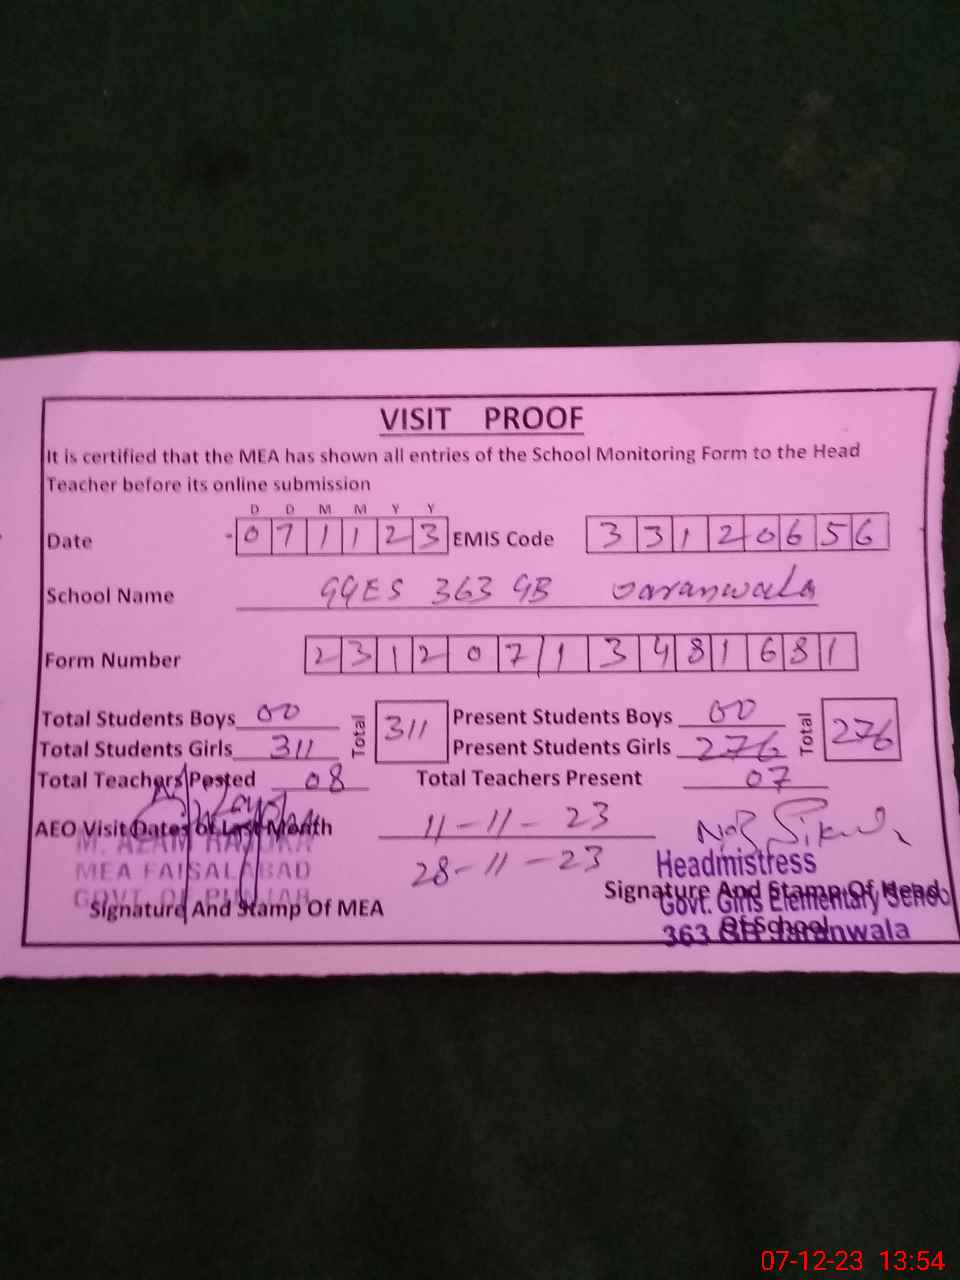 VISIT PROOF
It is certified that the MEA has shown all entries of the School Monitoring Form to the Head
Teacher before its online submission
D D M M Y Y
Date 0 7 1 1 2 3 EMIS Code 3 3 1 2 0 6 5 6
School Name GGES 363 GB Jaranwala
Form Number 2 3 1 2 0 7 1 3 4 8 1 6 8 1
Total Students Boys 00 Total 311 Present Students Boys 00 Total 276
Total Students Girls 311 Present Students Girls 276
Total Teachers Posted 08 Total Teachers Present 07
AEO Visit Dates of Last Month 11-11-23
28-11-23
M. AZAM
MEA FAISALABAD
GOVT. OF PUNJAB
Signature And Stamp Of MEA
Headmistress
Signature And Stamp Of Head
Of School
Govt. Girls Elementary Schoo
363 GB Jaranwala
07-12-23 13:54